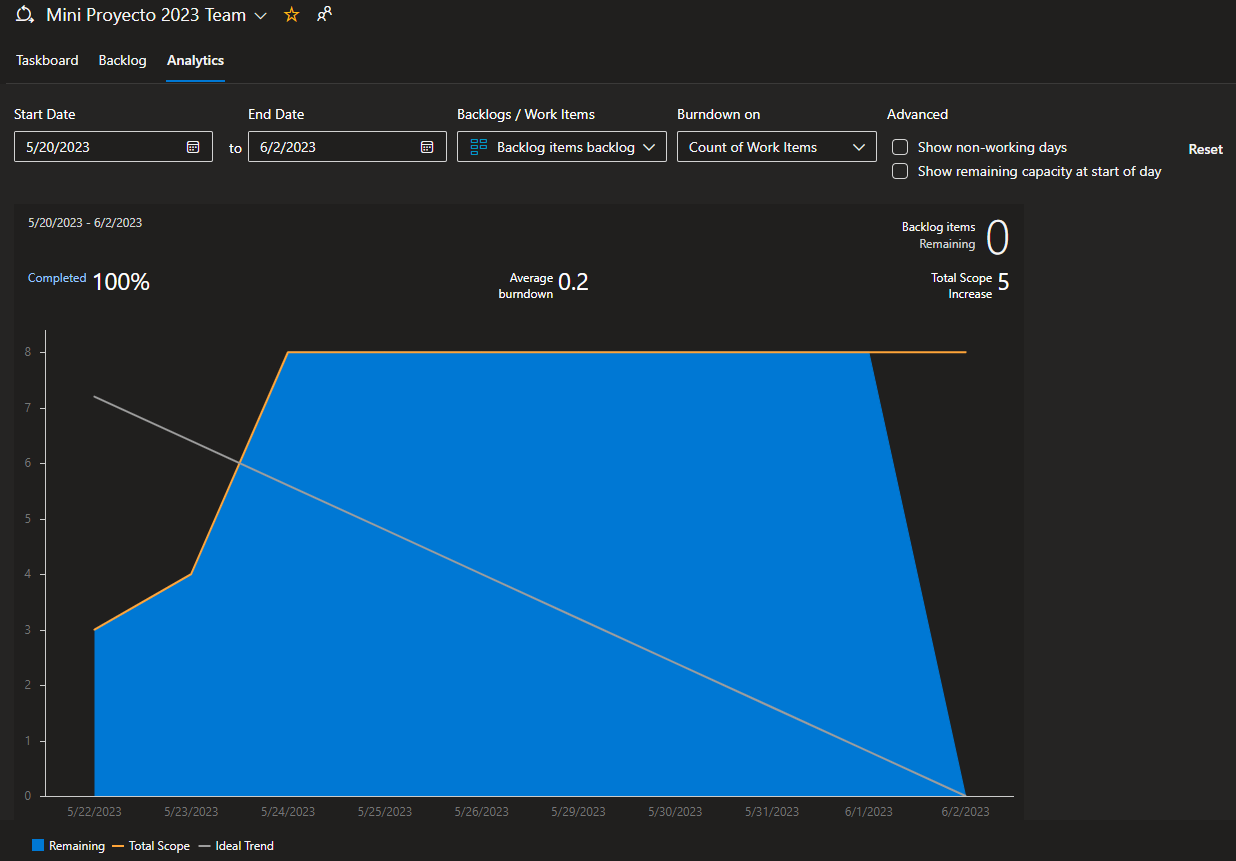 Mini Proyecto 2023 Team
Taskboard Backlog Analytics
Start Date End Date Backlogs / Work Items Burndown on Advanced
5/20/2023 to 6/2/2023 Backlog items backlog Count of Work Items Show non-working days Reset
Show remaining capacity at start of day
5/20/2023 - 6/2/2023
Backlog items
Remaining 0
Completed 100%
Average
burndown 0.2
Total Scope
Increase 5
8
7
6
5
4
3
2
1
0
5/22/2023 5/23/2023 5/24/2023 5/25/2023 5/26/2023 5/29/2023 5/30/2023 5/31/2023 6/1/2023 6/2/2023
Remaining Total Scope Ideal Trend